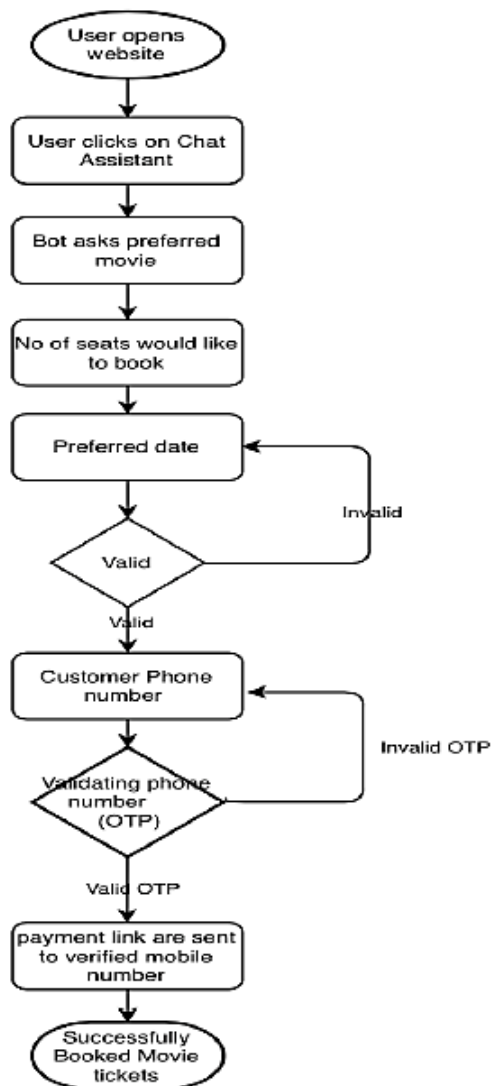 User opens
website
User clicks on Chat
Assistant
Bot asks preferred
movie
No of seats would like
to book
Preferred date
Invalid
Valid
Valid
Customer Phone
number
Invalid OTP
Validating phone
number
(OTP)
Valid OTP
payment link are sent
to verified mobile
number
Successfully
Booked Movie
tickets